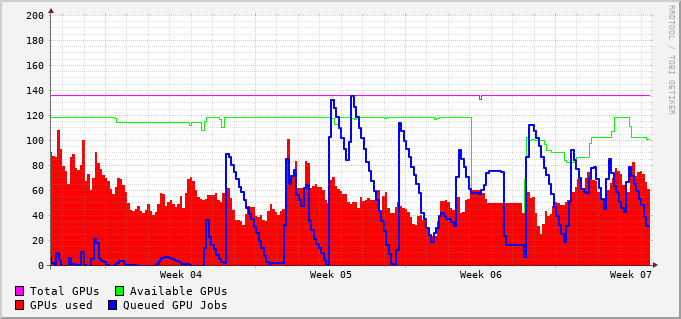 200
180
160
140
120
100
80
60
40
20
0
Week 04 Week 05 Week 06 Week 07
Total GPUs Available GPUs
GPUs used Queued GPU Jobs
RRDTOOL / TOBI OETIKER